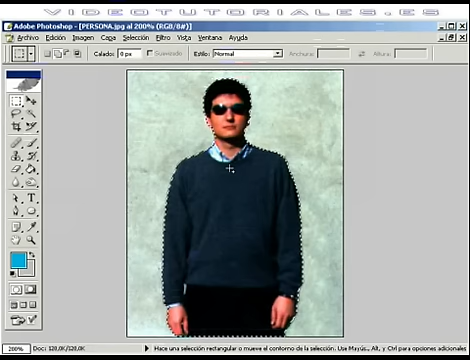 VIDEOTUTORIALES.ES
Adobe Photoshop - [PERSONA.jpg al 200% (RGB/8#)]
Archivo Edición Imagen Capa Selección Filtro Vista Ventana Ayuda
Calado: 0 px Suavizado Estilo: Normal Anchura: Altura:
200% Doc: 120,0K/120,0K Hace una selección rectangular o mueve el contorno de la selección. Use Mayús., Alt, y Ctrl para opciones adicionales